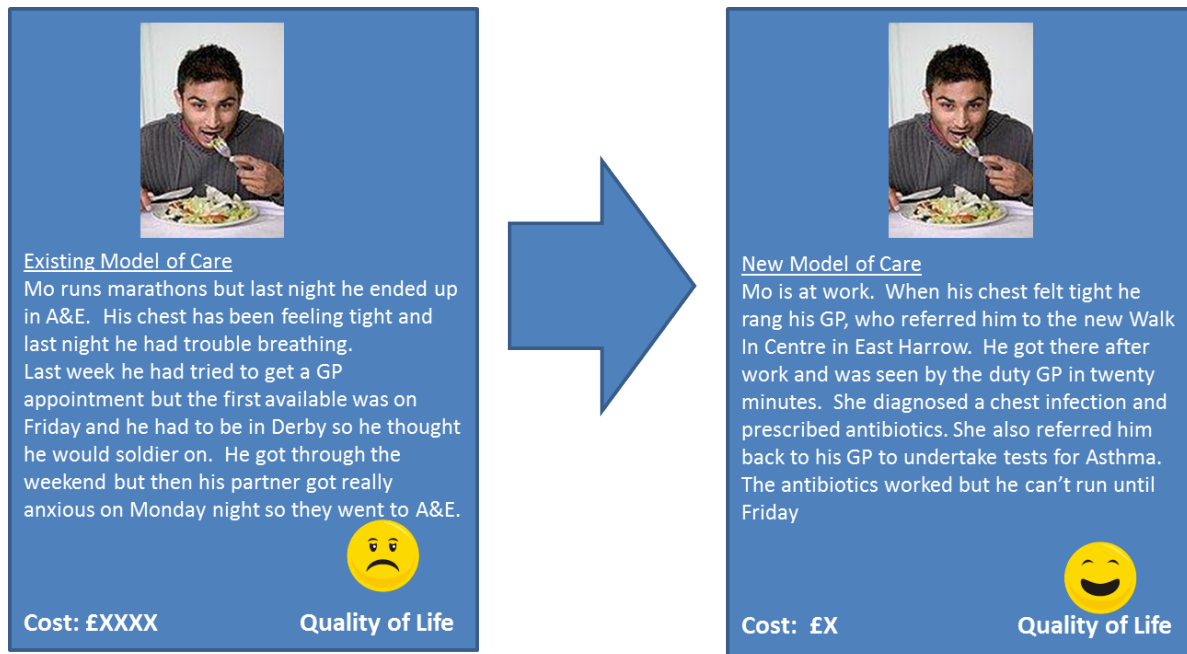 Existing Model of Care
Mo runs marathons but last night he ended up
in A&E.  His chest has been feeling tight and
last night he had trouble breathing.
Last week he had tried to get a GP
appointment but the first available was on
Friday and he had to be in Derby so he thought
he would soldier on.  He got through the
weekend but then his partner got really
anxious on Monday night so they went to A&E.
Cost: £XXXX
Quality of Life
New Model of Care
Mo is at work.  When his chest felt tight he
rang his GP, who referred him to the new Walk
In Centre in East Harrow.  He got there after
work and was seen by the duty GP in twenty
minutes.  She diagnosed a chest infection and
prescribed antibiotics. She also referred him
back to his GP to undertake tests for Asthma.
The antibiotics worked but he can’t run until
Friday
Cost:  £X
Quality of Life